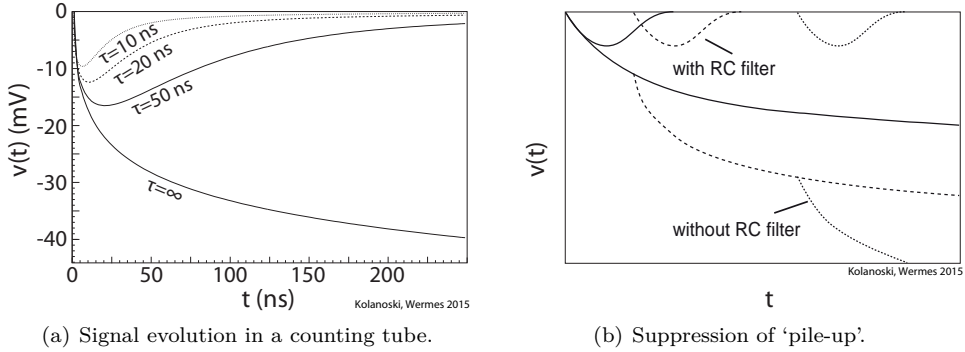 0
-10
-20
-30
-40
v(t) (mV)
τ=10 ns
τ=20 ns
τ=50 ns
τ=∞
0 50 100 150 200
t (ns)
Kolanoski, Wermes 2015
(a) Signal evolution in a counting tube.
v(t)
with RC filter
without RC filter
Kolanoski, Wermes 2015
t
(b) Suppression of ‘pile-up’.